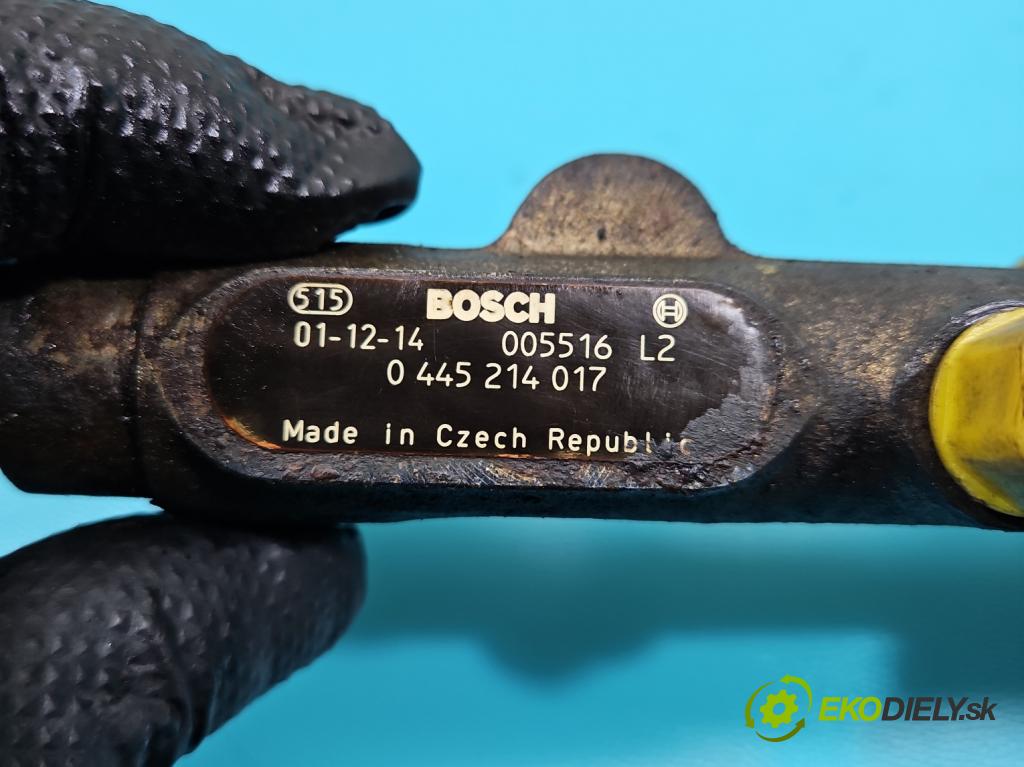 515 BOSCH
01-12-14 005516 L2
0 445 214 017
Made in Czech Republic
EKODIELY.sk